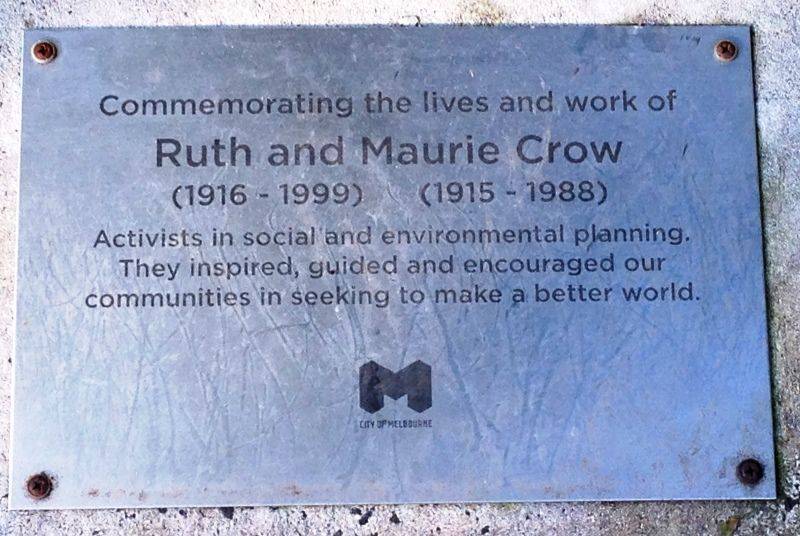 Commemorating the lives and work of
Ruth and Maurie Crow
(1916 - 1999) (1915 - 1988)
Activists in social and environmental planning.
They inspired, guided and encouraged our
communities in seeking to make a better world.
CITY OF MELBOURNE